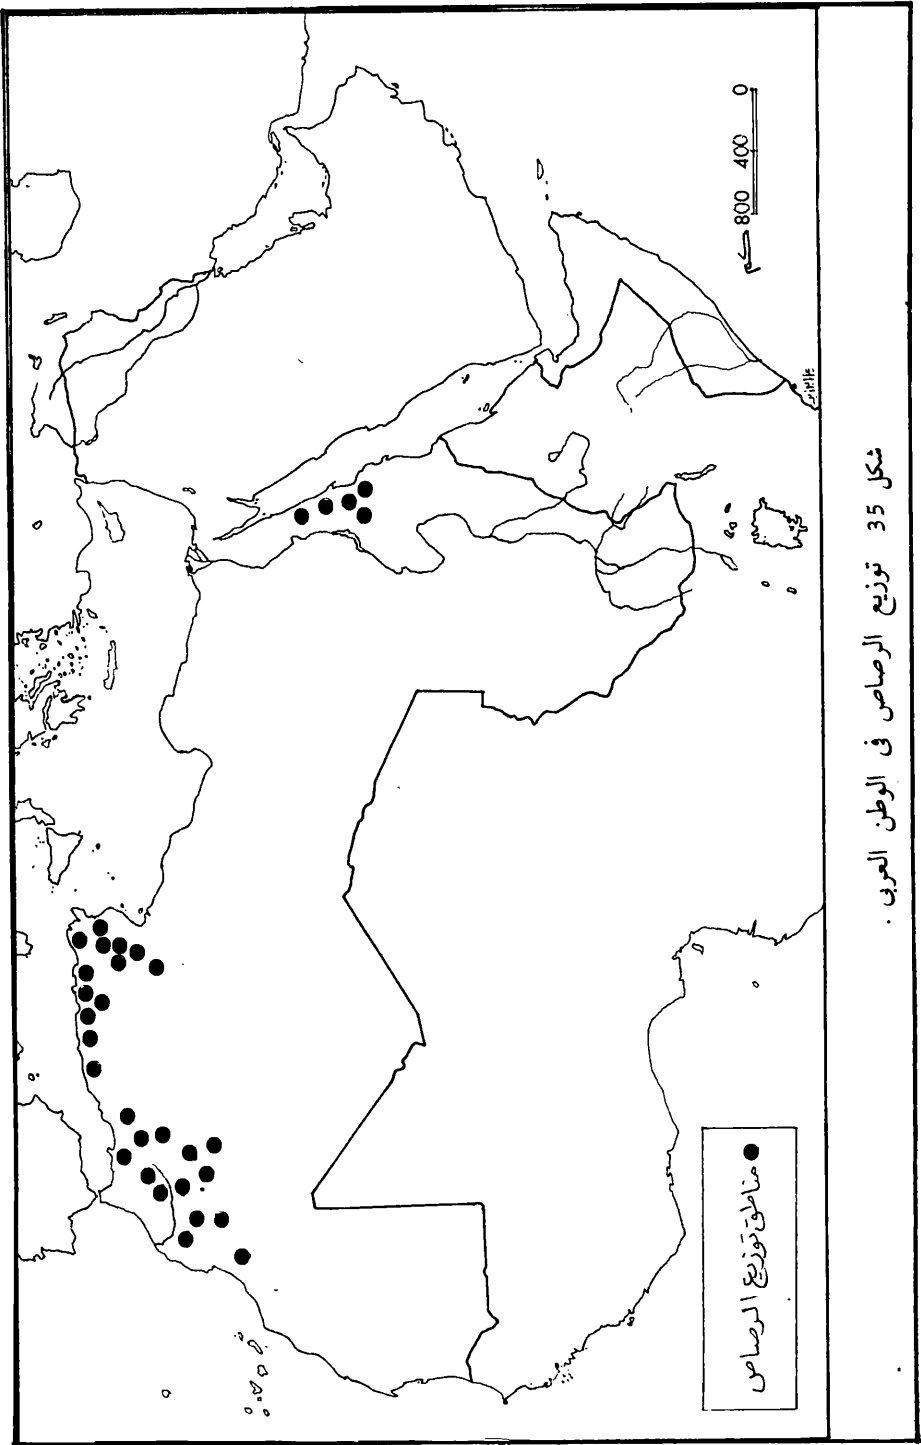 0 400 800 كم
مناطق توزيع الرصاص
شكل 35 توزيع الرصاص فى الوطن العربى .